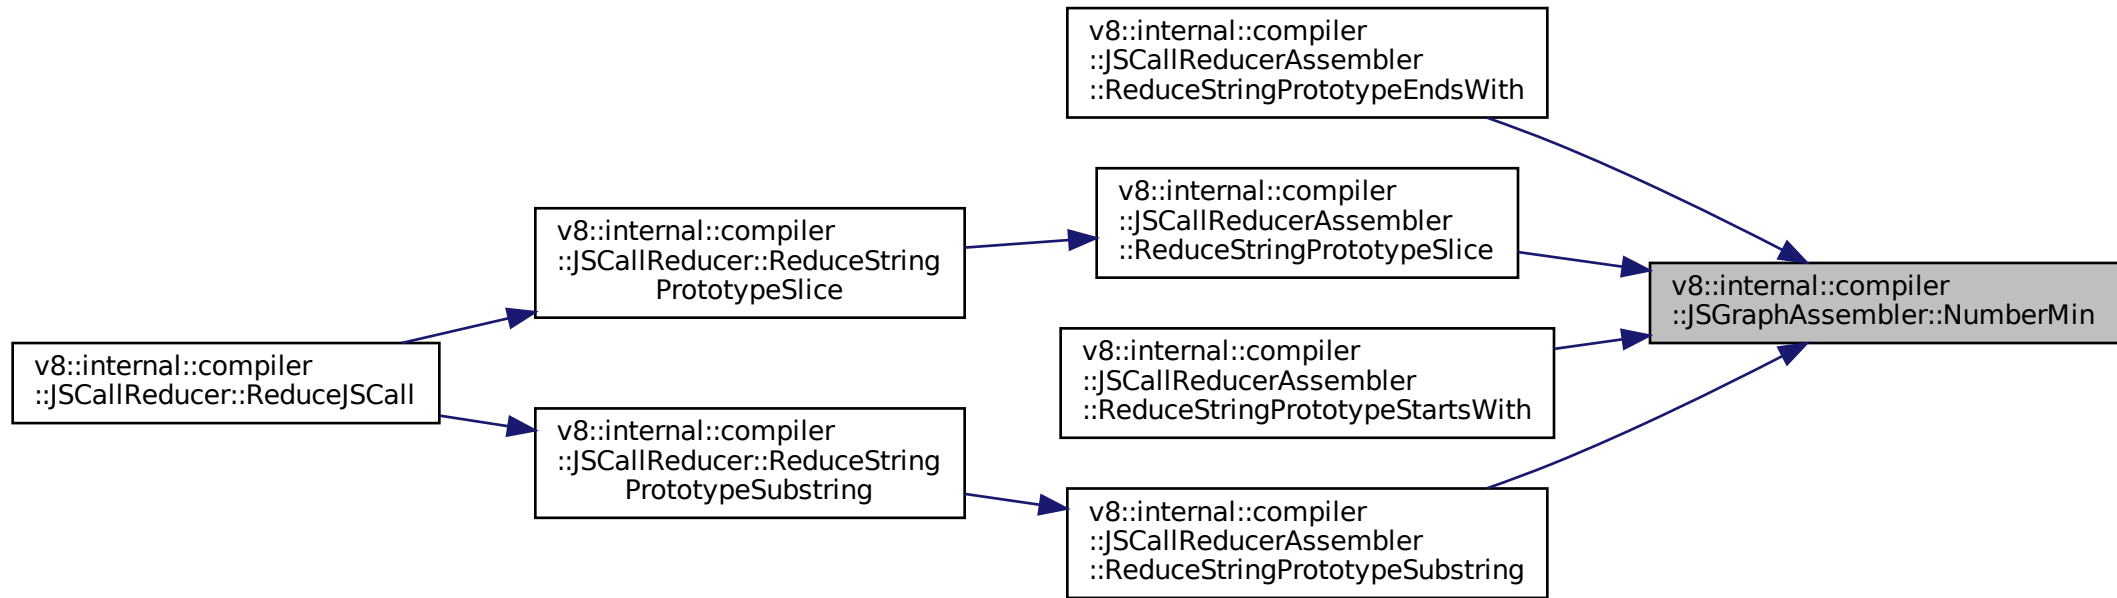 v8::internal::compiler
::JSCallReducerAssembler
::ReduceStringPrototypeEndsWith
v8::internal::compiler
::JSCallReducerAssembler
::ReduceStringPrototypeSlice
v8::internal::compiler
::JSCallReducer::ReduceString
PrototypeSlice
v8::internal::compiler
::JSGraphAssembler::NumberMin
v8::internal::compiler
::JSCallReducerAssembler
::ReduceStringPrototypeStartsWith
v8::internal::compiler
::JSCallReducer::ReduceJSCall
v8::internal::compiler
::JSCallReducer::ReduceString
PrototypeSubstring
v8::internal::compiler
::JSCallReducerAssembler
::ReduceStringPrototypeSubstring